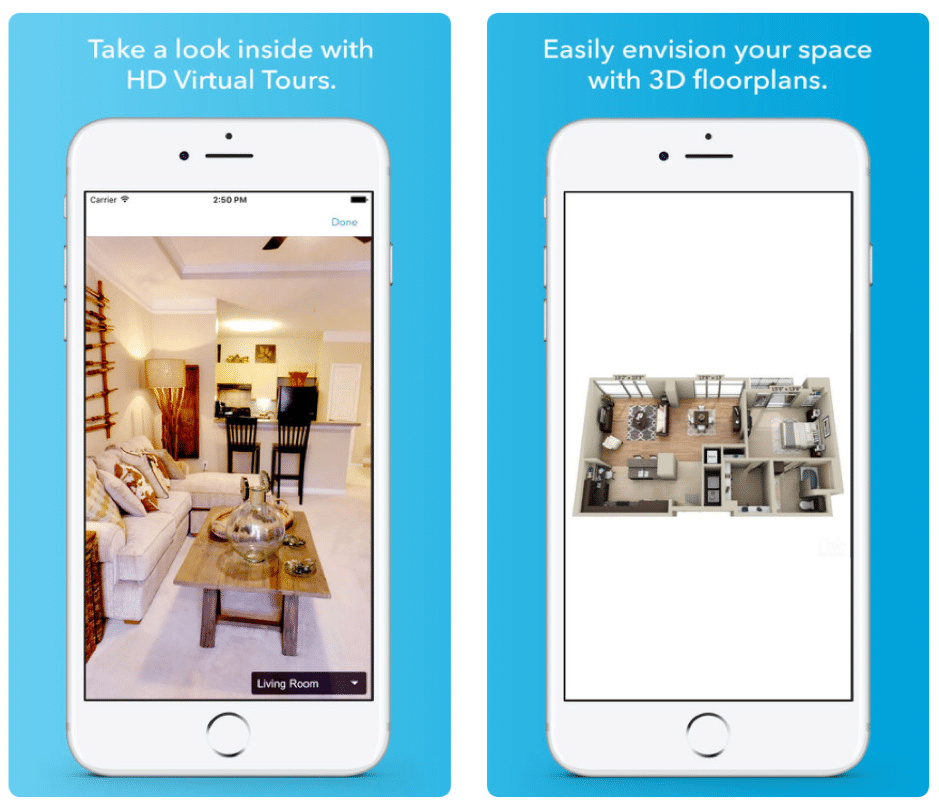 Take a look inside with
HD Virtual Tours.
Carrier
2:50 PM
Done
Living Room
Easily envision your space
with 3D floorplans.